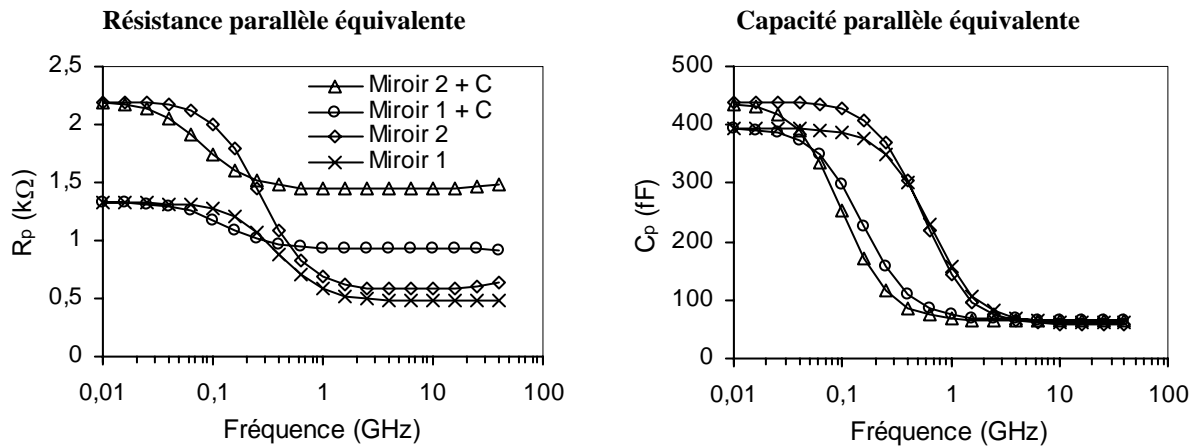 Résistance parallèle équivalente
2,5
2
1,5
1
0,5
0
Rp (kΩ)
Miroir 2 + C
Miroir 1 + C
Miroir 2
Miroir 1
0,01
0,1
1
10
100
Fréquence (GHz)
Capacité parallèle équivalente
500
400
300
200
100
0
Cp (fF)
0,01
0,1
1
10
100
Fréquence (GHz)